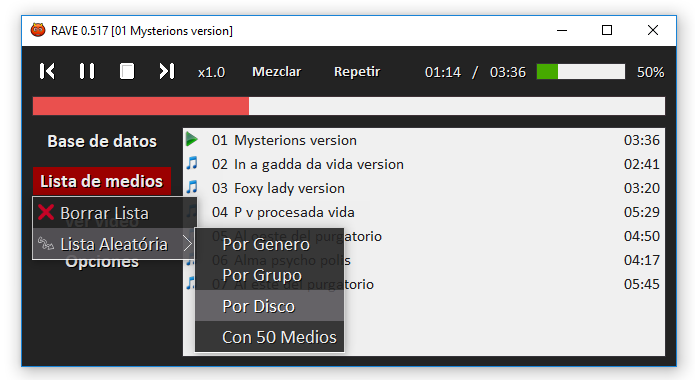 RAVE 0.517 [01 Mysterions version]
x1.0 Mezclar Repetir 01:14 / 03:36 50%
Base de datos
Lista de medios
Borrar Lista
Lista Aleatória
Opciones
01 Mysterions version 03:36
02 In a gadda da vida version 02:41
03 Foxy lady version 03:20
04 P v procesada vida 05:29
05 Al oeste del purgatorio 04:50
06 Alma psycho polis 04:17
07 Al este del purgatorio 05:45
Por Genero
Por Grupo
Por Disco
Con 50 Medios